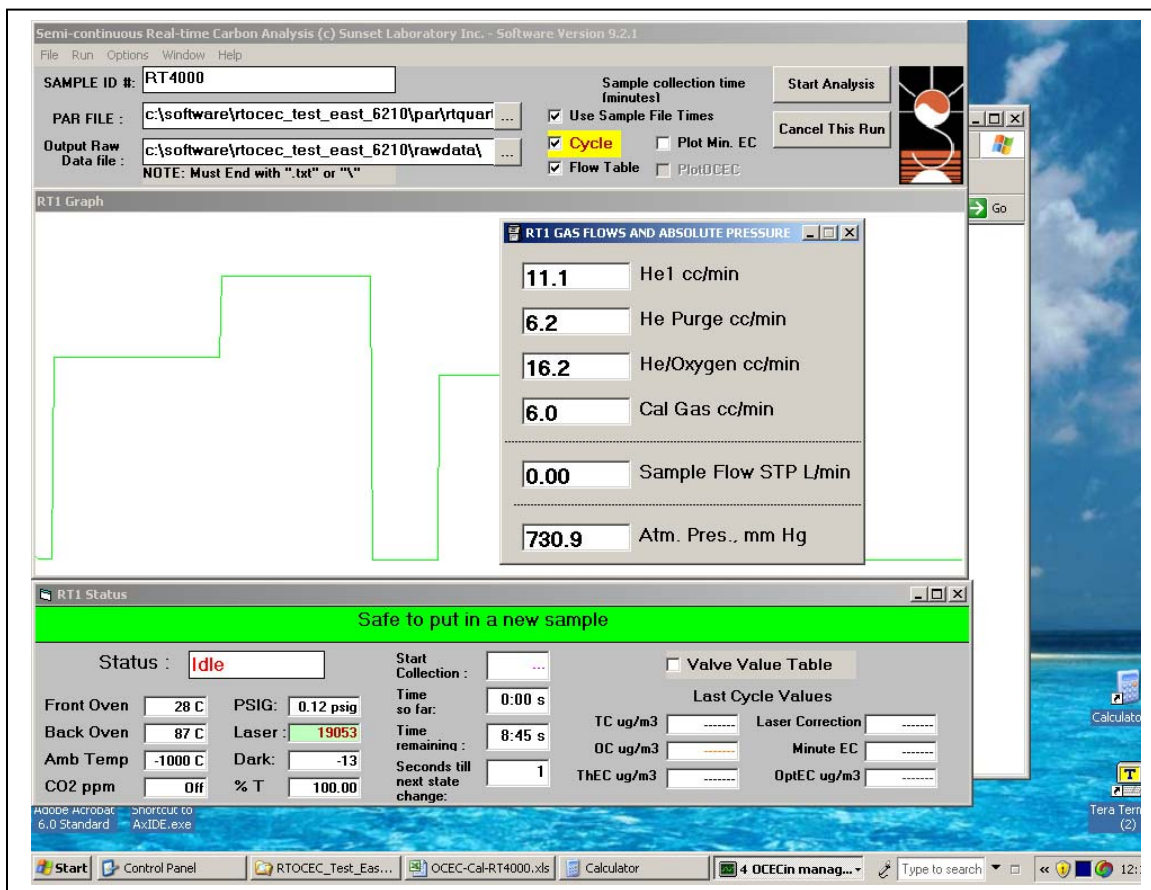 Semi-continuous Real-time Carbon Analysis (c) Sunset Laboratory Inc. - Software Version 9.2.1
File Run Options Window Help
SAMPLE ID #: RT4000
PAR FILE : c:\software\rtocec_test_east_6210\par\rtquart ...
Output Raw Data file : c:\software\rtocec_test_east_6210\rawdata\ ...
NOTE: Must End with ".txt" or "\"
Sample collection time (minutes)
Use Sample File Times
Cycle Plot Min. EC
Flow Table PlotOCEC
Start Analysis
Cancel This Run
Go
RT1 Graph
RT1 GAS FLOWS AND ABSOLUTE PRESSURE
11.1 He1 cc/min
6.2 He Purge cc/min
16.2 He/Oxygen cc/min
6.0 Cal Gas cc/min
0.00 Sample Flow STP L/min
730.9 Atm. Pres., mm Hg
RT1 Status
Safe to put in a new sample
Status : Idle
Front Oven 28 C PSIG: 0.12 psig
Back Oven 87 C Laser : 19053
Amb Temp -1000 C Dark: -13
CO2 ppm Off % T 100.00
Start Collection : ...
Time so far: 0:00 s
Time remaining : 8:45 s
Seconds till next state change: 1
Valve Value Table
Last Cycle Values
TC ug/m3 ------- Laser Correction -------
OC ug/m3 ------- Minute EC -------
ThEC ug/m3 ------- OptEC ug/m3 -------
Calculato
Tera Term
(2)
Adobe Acrobat 6.0 Standard
Shortcut to AxIDE.exe
Start Control Panel RTOCEC_Test_Eas... OCEC-Cal-RT4000.xls Calculator 4 OCECin manag... Type to search 12: